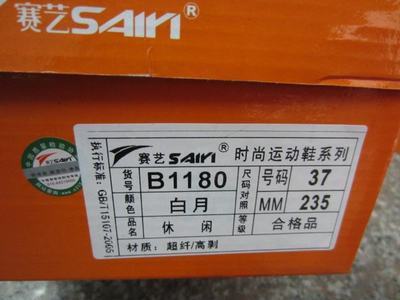 赛艺SAIYI®
赛艺SAIYI® 时尚运动鞋系列
执行标准: GB/T15107-2005
货号 B1180 尺码对照 号码 37
颜色 白月 MM 235
品名 休闲 等级 合格品
材质: 超纤/高剥
SAIYI